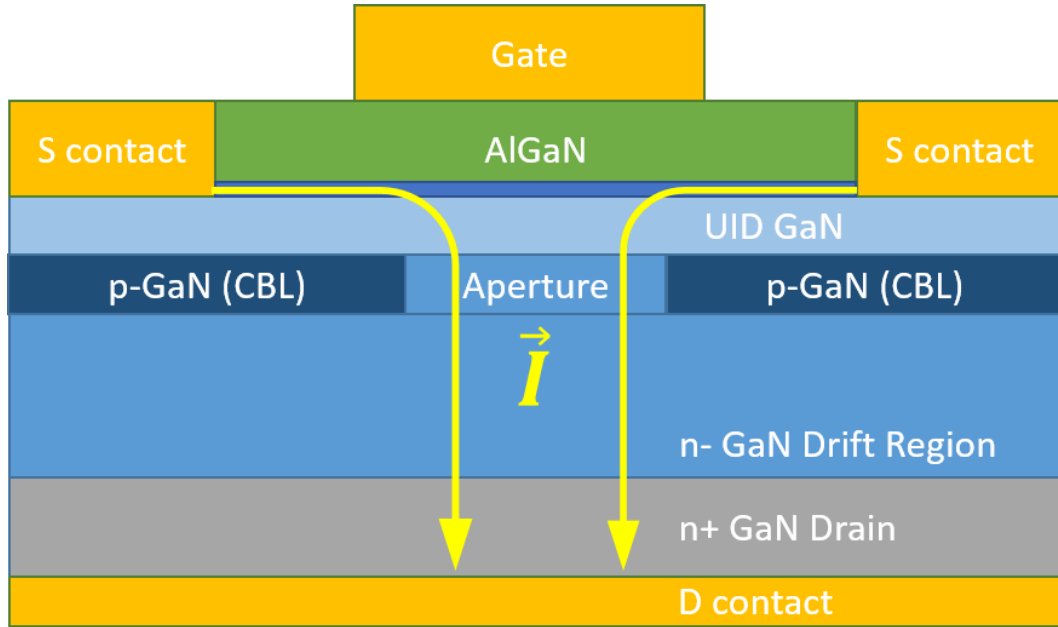 Gate
S contact AlGaN S contact
UID GaN
p-GaN (CBL) Aperture p-GaN (CBL)
I
n- GaN Drift Region
n+ GaN Drain
D contact